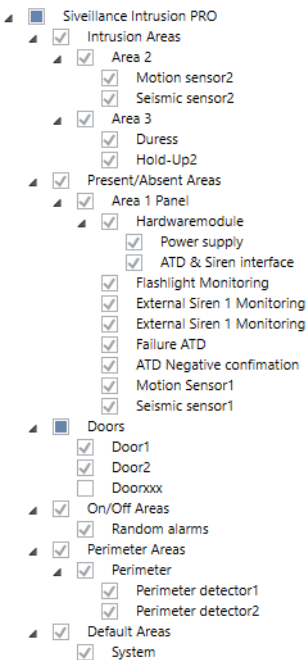 Siveillance Intrusion PRO
Intrusion Areas
Area 2
Motion sensor2
Seismic sensor2
Area 3
Duress
Hold-Up2
Present/Absent Areas
Area 1 Panel
Hardwaremodule
Power supply
ATD & Siren interface
Flashlight Monitoring
External Siren 1 Monitoring
External Siren 1 Monitoring
Failure ATD
ATD Negative confimation
Motion Sensor1
Seismic sensor1
Doors
Door1
Door2
Doorxxx
On/Off Areas
Random alarms
Perimeter Areas
Perimeter
Perimeter detector1
Perimeter detector2
Default Areas
System